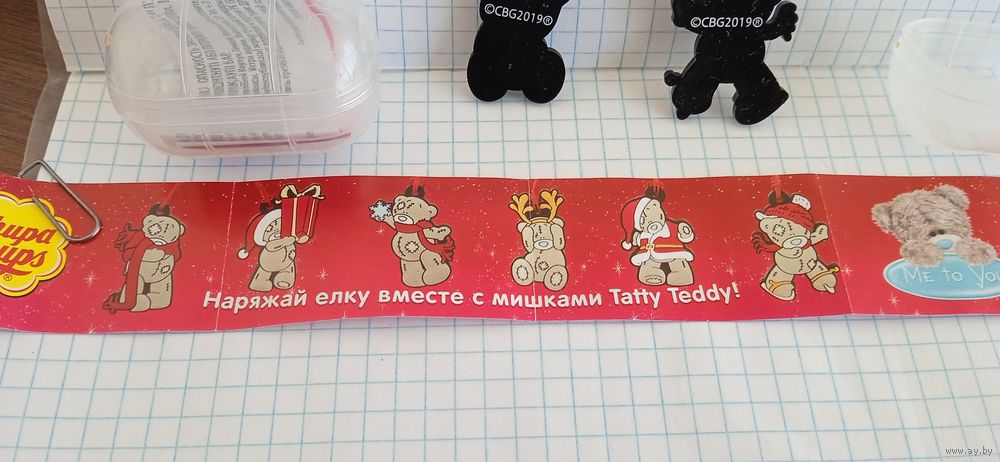 ©CBG2019®
©CBG2019®
Chupa
Chups
®
Наряжай елку вместе с мишками Tatty Teddy!
ME TO YOU
www.ay.by